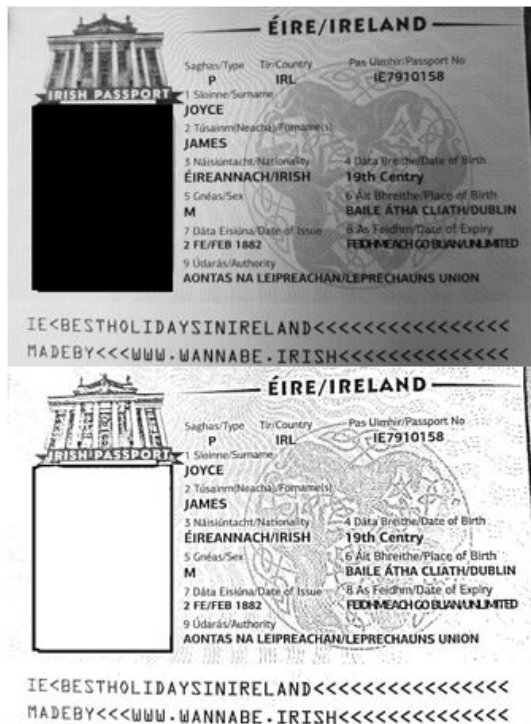 ÉIRE/IRELAND
Saghas/Type Tír/Country Pas Uimhir/Passport No
P IRL IE7910158
IRISH PASSPORT
1 Sloinne/Surname
JOYCE
2 Túsainm(Neacha)/Forname(s)
JAMES
3 Náisiúntacht/Nationality 4 Dáta Breithe/Date of Birth
ÉIREANNACH/IRISH 19th Centry
5 Gnéas/Sex 6 Áit Bhreithe/Place of Birth
M BAILE ÁTHA CLIATH/DUBLIN
7 Dáta Eisiúna/Date of Issue 8 As Feidhm/Date of Expiry
2 FE/FEB 1882 FEIDHMEACH GO BUAN/UNLIMITED
9 Údarás/Authority
AONTAS NA LEIPREACHAN/LEPRECHAUNS UNION
IE<BESTHOLIDAYSINIRELAND<<<<<<<<<<<<<<<<<
MADEBY<<<WWW.WANNABE.IRISH<<<<<<<<<<<<<<<
ÉIRE/IRELAND
Saghas/Type Tír/Country Pas Uimhir/Passport No
P IRL IE7910158
IRISH PASSPORT
1 Sloinne/Surname
JOYCE
2 Túsainm(Neacha)/Forname(s)
JAMES
3 Náisiúntacht/Nationality 4 Dáta Breithe/Date of Birth
ÉIREANNACH/IRISH 19th Centry
5 Gnéas/Sex 6 Áit Bhreithe/Place of Birth
M BAILE ÁTHA CLIATH/DUBLIN
7 Dáta Eisiúna/Date of Issue 8 As Feidhm/Date of Expiry
2 FE/FEB 1882 FEIDHMEACH GO BUAN/UNLIMITED
9 Údarás/Authority
AONTAS NA LEIPREACHAN/LEPRECHAUNS UNION
IE<BESTHOLIDAYSINIRELAND<<<<<<<<<<<<<<<<<
MADEBY<<<WWW.WANNABE.IRISH<<<<<<<<<<<<<<<